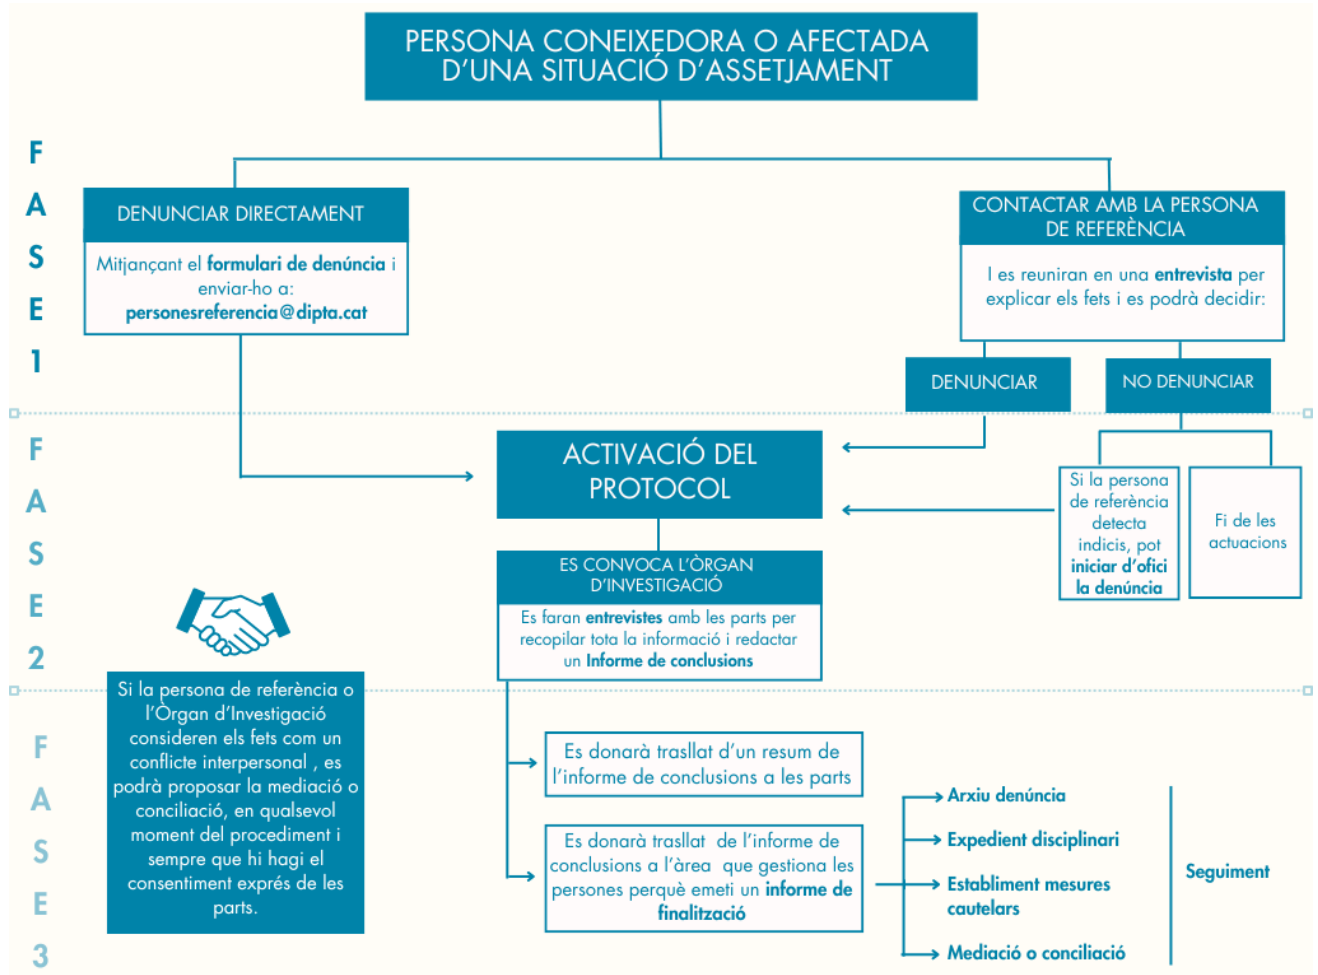 PERSONA CONEIXEDORA O AFECTADA
D'UNA SITUACIÓ D'ASSETJAMENT
FASE 1
DENUNCIAR DIRECTAMENT
Mitjançant el formulari de denúncia i
enviar-ho a:
personesreferencia@dipta.cat
CONTACTAR AMB LA PERSONA
DE REFERÈNCIA
I es reuniran en una entrevista per
explicar els fets i es podrà decidir:
DENUNCIAR
NO DENUNCIAR
FASE 2
ACTIVACIÓ DEL
PROTOCOL
Si la persona
de referència
detecta
indicis, pot
iniciar d'ofici
la denúncia
Fi de les
actuacions
ES CONVOCA L'ÒRGAN
D'INVESTIGACIÓ
Es faran entrevistes amb les parts per
recopilar tota la informació i redactar
un Informe de conclusions
Si la persona de referència o
l'Òrgan d'Investigació
consideren els fets com un
conflicte interpersonal , es
podrà proposar la mediació o
conciliació, en qualsevol
moment del procediment i
sempre que hi hagi el
consentiment exprés de les
parts.
FASE 3
Es donarà trasllat d'un resum de
l'informe de conclusions a les parts
Es donarà trasllat de l'informe de
conclusions a l'àrea que gestiona les
persones perquè emeti un informe de
finalització
Arxiu denúncia
Expedient disciplinari
Establiment mesures
cautelars
Mediació o conciliació
Seguiment